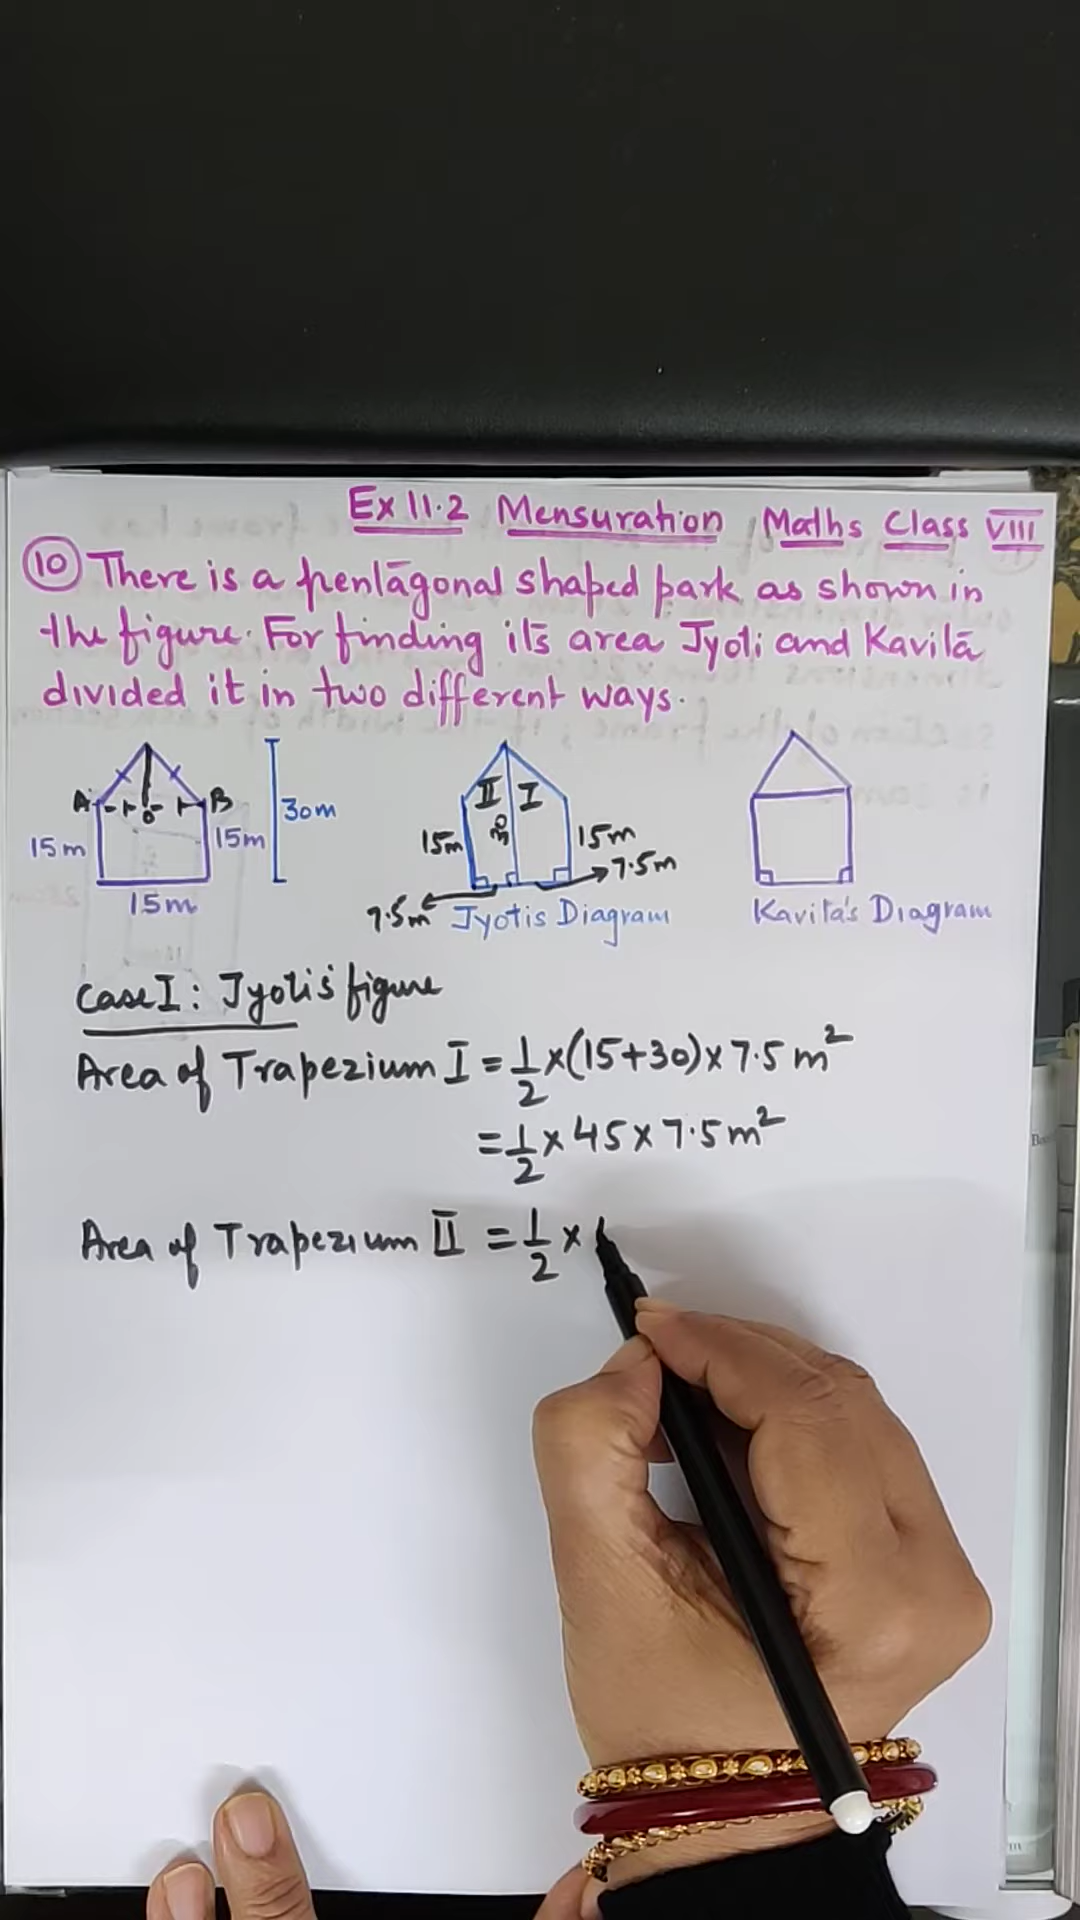 Ex 11.2 Mensuration Maths Class VIII
10 There is a pentagonal shaped park as shown in
the figure. For finding its area Jyoti and Kavita
divided it in two different ways.
A B
15m 15m 30m
15m
II I
15m 15m
7.5m
7.5m Jyotis Diagram
Kavita's Diagram
Case I: Jyoti's figure
Area of Trapezium I = 1/2 × (15+30) × 7.5 m²
= 1/2 × 45 × 7.5 m²
Area of Trapezium II = 1/2 ×